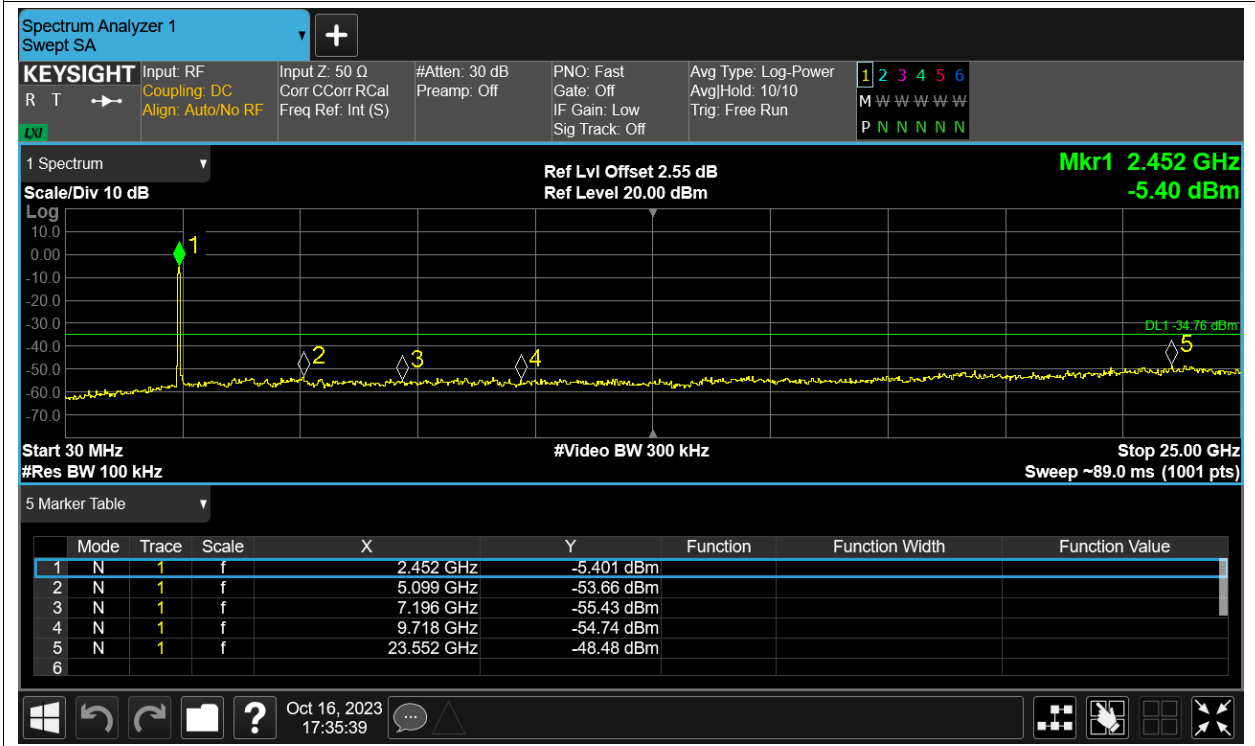 Spectrum Analyzer 1
Swept SA
KEYSIGHT
R T
LXI
Input: RF
Coupling: DC
Align: Auto/No RF
Input Z: 50 Ω
Corr CCorr RCal
Freq Ref: Int (S)
#Atten: 30 dB
Preamp: Off
PNO: Fast
Gate: Off
IF Gain: Low
Sig Track: Off
Avg Type: Log-Power
Avg|Hold: 10/10
Trig: Free Run
1 2 3 4 5 6
M W W W W W
P N N N N N
1 Spectrum
Scale/Div 10 dB
Ref Lvl Offset 2.55 dB
Ref Level 20.00 dBm
Mkr1 2.452 GHz
-5.40 dBm
Log
10.0
0.00
-10.0
-20.0
-30.0
-40.0
-50.0
-60.0
-70.0
1
2
3
4
5
DL1 -34.76 dBm
Start 30 MHz
#Video BW 300 kHz
Stop 25.00 GHz
#Res BW 100 kHz
Sweep ~89.0 ms (1001 pts)
5 Marker Table
Mode Trace Scale X Y Function Function Width Function Value
1 N 1 f 2.452 GHz -5.401 dBm
2 N 1 f 5.099 GHz -53.66 dBm
3 N 1 f 7.196 GHz -55.43 dBm
4 N 1 f 9.718 GHz -54.74 dBm
5 N 1 f 23.552 GHz -48.48 dBm
6
?
Oct 16, 2023
17:35:39